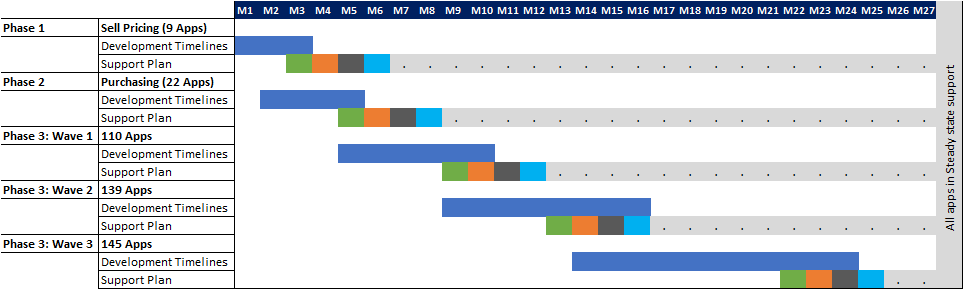 M1 M2 M3 M4 M5 M6 M7 M8 M9 M10 M11 M12 M13 M14 M15 M16 M17 M18 M19 M20 M21 M22 M23 M24 M25 M26 M27
Phase 1 Sell Pricing (9 Apps)
Development Timelines
Support Plan . . . . . . . . . . . . . . . . . . . . .
Phase 2 Purchasing (22 Apps)
Development Timelines
Support Plan . . . . . . . . . . . . . . . . . . .
Phase 3: Wave 1 110 Apps
Development Timelines
Support Plan . . . . . . . . . . . . . . .
Phase 3: Wave 2 139 Apps
Development Timelines
Support Plan . . . . . . . . . . .
Phase 3: Wave 3 145 Apps
Development Timelines
Support Plan . .
All apps in Steady state support